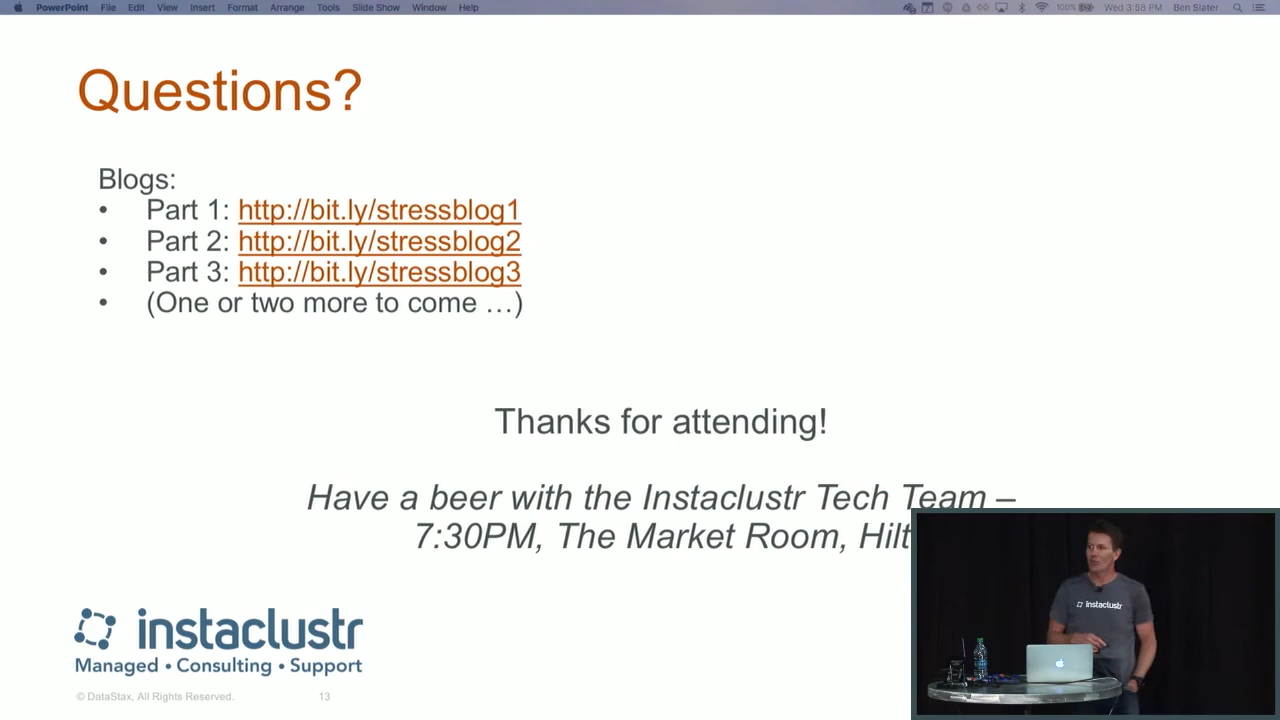 PowerPoint File Edit View Insert Format Arrange Tools Slide Show Window Help 100% Wed 3:58 PM Ben Slater
Questions?
Blogs:
• Part 1: http://bit.ly/stressblog1
• Part 2: http://bit.ly/stressblog2
• Part 3: http://bit.ly/stressblog3
• (One or two more to come …)
Thanks for attending!
Have a beer with the Instaclustr Tech Team –
7:30PM, The Market Room, Hilt
instaclustr
instaclustr
Managed • Consulting • Support
© DataStax, All Rights Reserved. 13